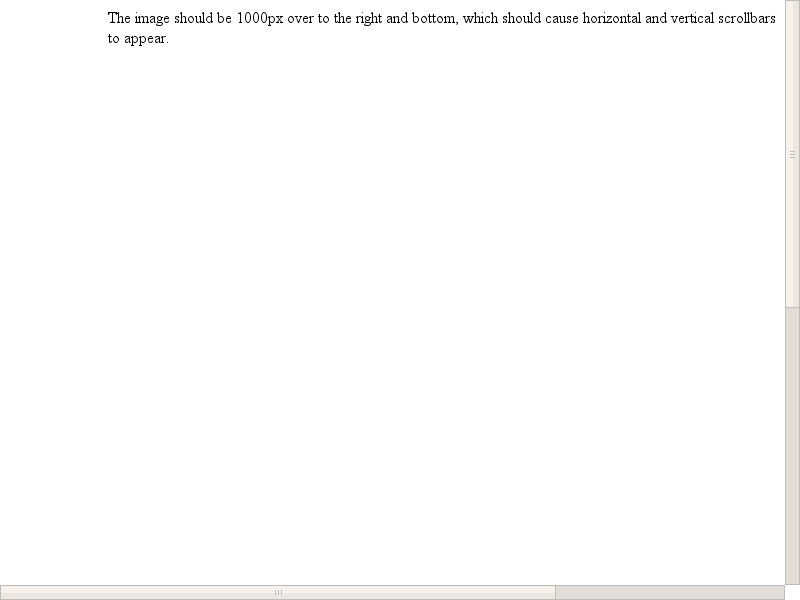 The image should be 1000px over to the right and bottom, which should cause horizontal and vertical scrollbars
to appear.